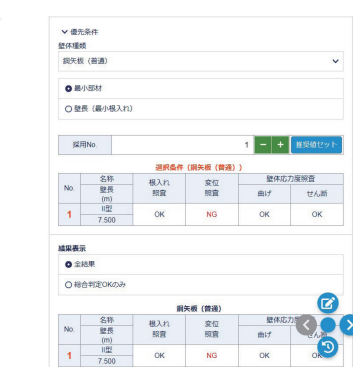 優先条件
壁体種類
鋼矢板（普通）
最小部材
壁長（最小根入れ）
採用No. 1 − + 推奨値セット
選択条件（鋼矢板（普通））
No. 名称 壁長 (m) 根入れ 照査 変位 照査 壁体応力度照査 曲げ せん断
1 II型 7.500 OK NG OK OK
結果表示
全結果
総合判定OKのみ
鋼矢板（普通）
No. 名称 壁長 (m) 根入れ 照査 変位 照査 壁体応力度 曲げ せん断
1 II型 7.500 OK NG OK OK